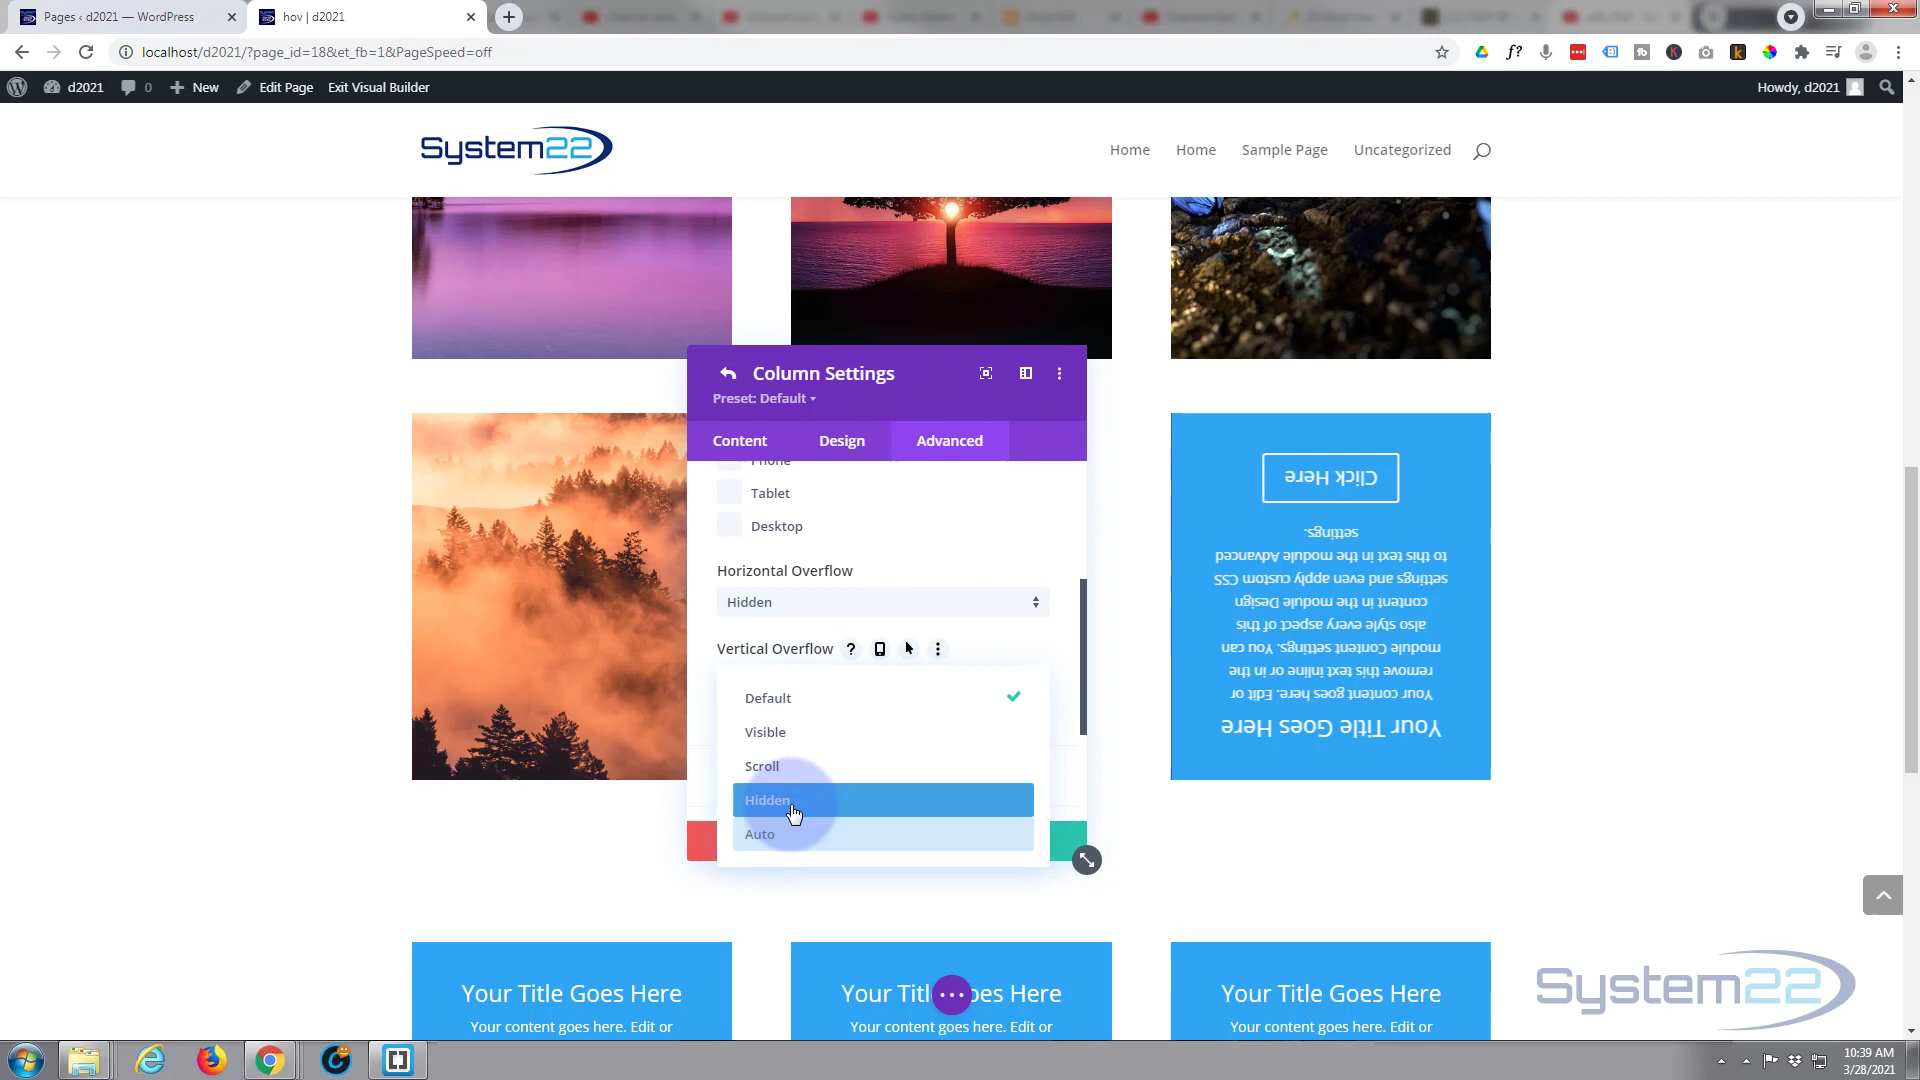 Pages ‹ d2021 — WordPress
hov | d2021
localhost/d2021/?page_id=18&et_fb=1&PageSpeed=off
d2021
0
New
Edit Page
Exit Visual Builder
Howdy, d2021
System22
Home
Home
Sample Page
Uncategorized
Column Settings
Preset: Default
Content
Design
Advanced
Phone
Tablet
Desktop
Horizontal Overflow
Hidden
Vertical Overflow
Default
Visible
Scroll
Hidden
Auto
Click Here
settings.
to this text in the module Advanced
settings and even apply custom CSS
content in the module Design
also style every aspect of this
module Content settings. You can
remove this text inline or in the
Your content goes here. Edit or
Your Title Goes Here
Your Title Goes Here
Your content goes here. Edit or
Your Titl oes Here
Your content goes here. Edit or
Your Title Goes Here
Your content goes here. Edit or
System22
10:39 AM
3/28/2021